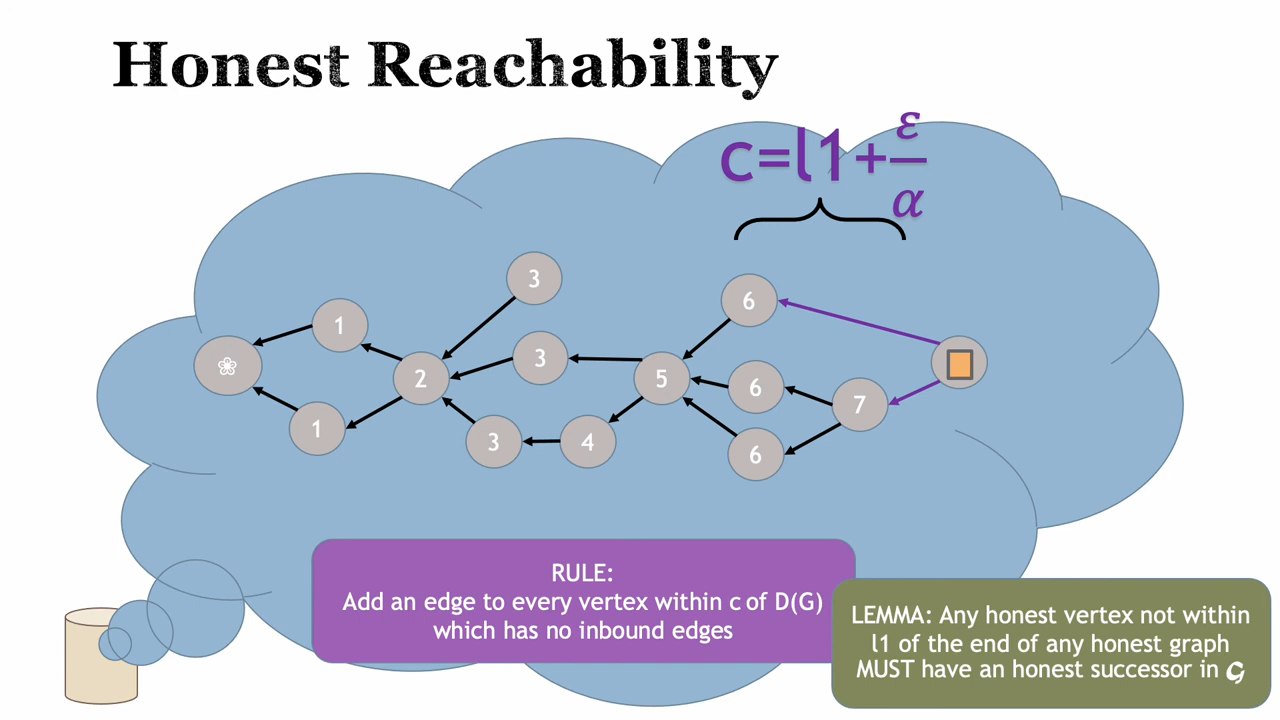 Honest Reachability
c=l1+ε/α
3
1
6
❀
3
2
5
6
7
1
3
4
6
RULE:
Add an edge to every vertex within c of D(G)
which has no inbound edges
LEMMA: Any honest vertex not within
l1 of the end of any honest graph
MUST have an honest successor in 𝒢